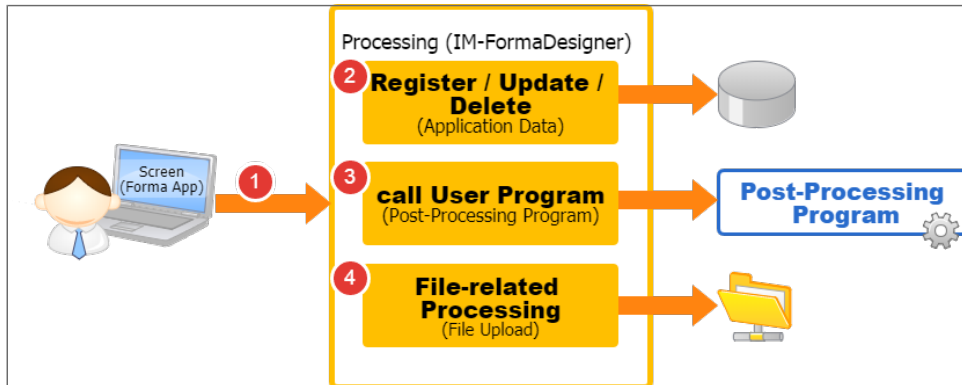 Processing (IM-FormaDesigner)
2
Register / Update /
Delete
(Application Data)
Screen
(Forma App)
1
3
call User Program
(Post-Processing Program)
Post-Processing
Program
4
File-related
Processing
(File Upload)